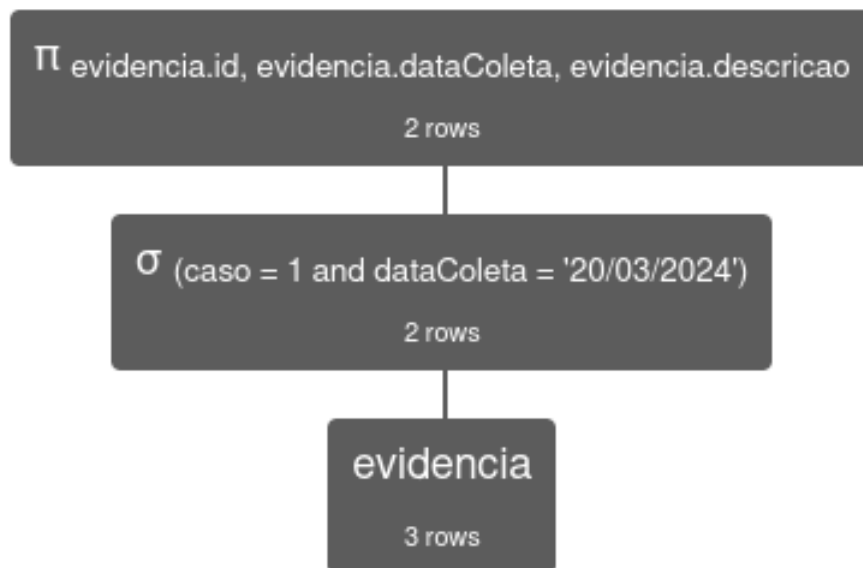 π evidencia.id, evidencia.dataColeta, evidencia.descricao
2 rows
σ (caso = 1 and dataColeta = '20/03/2024')
2 rows
evidencia
3 rows